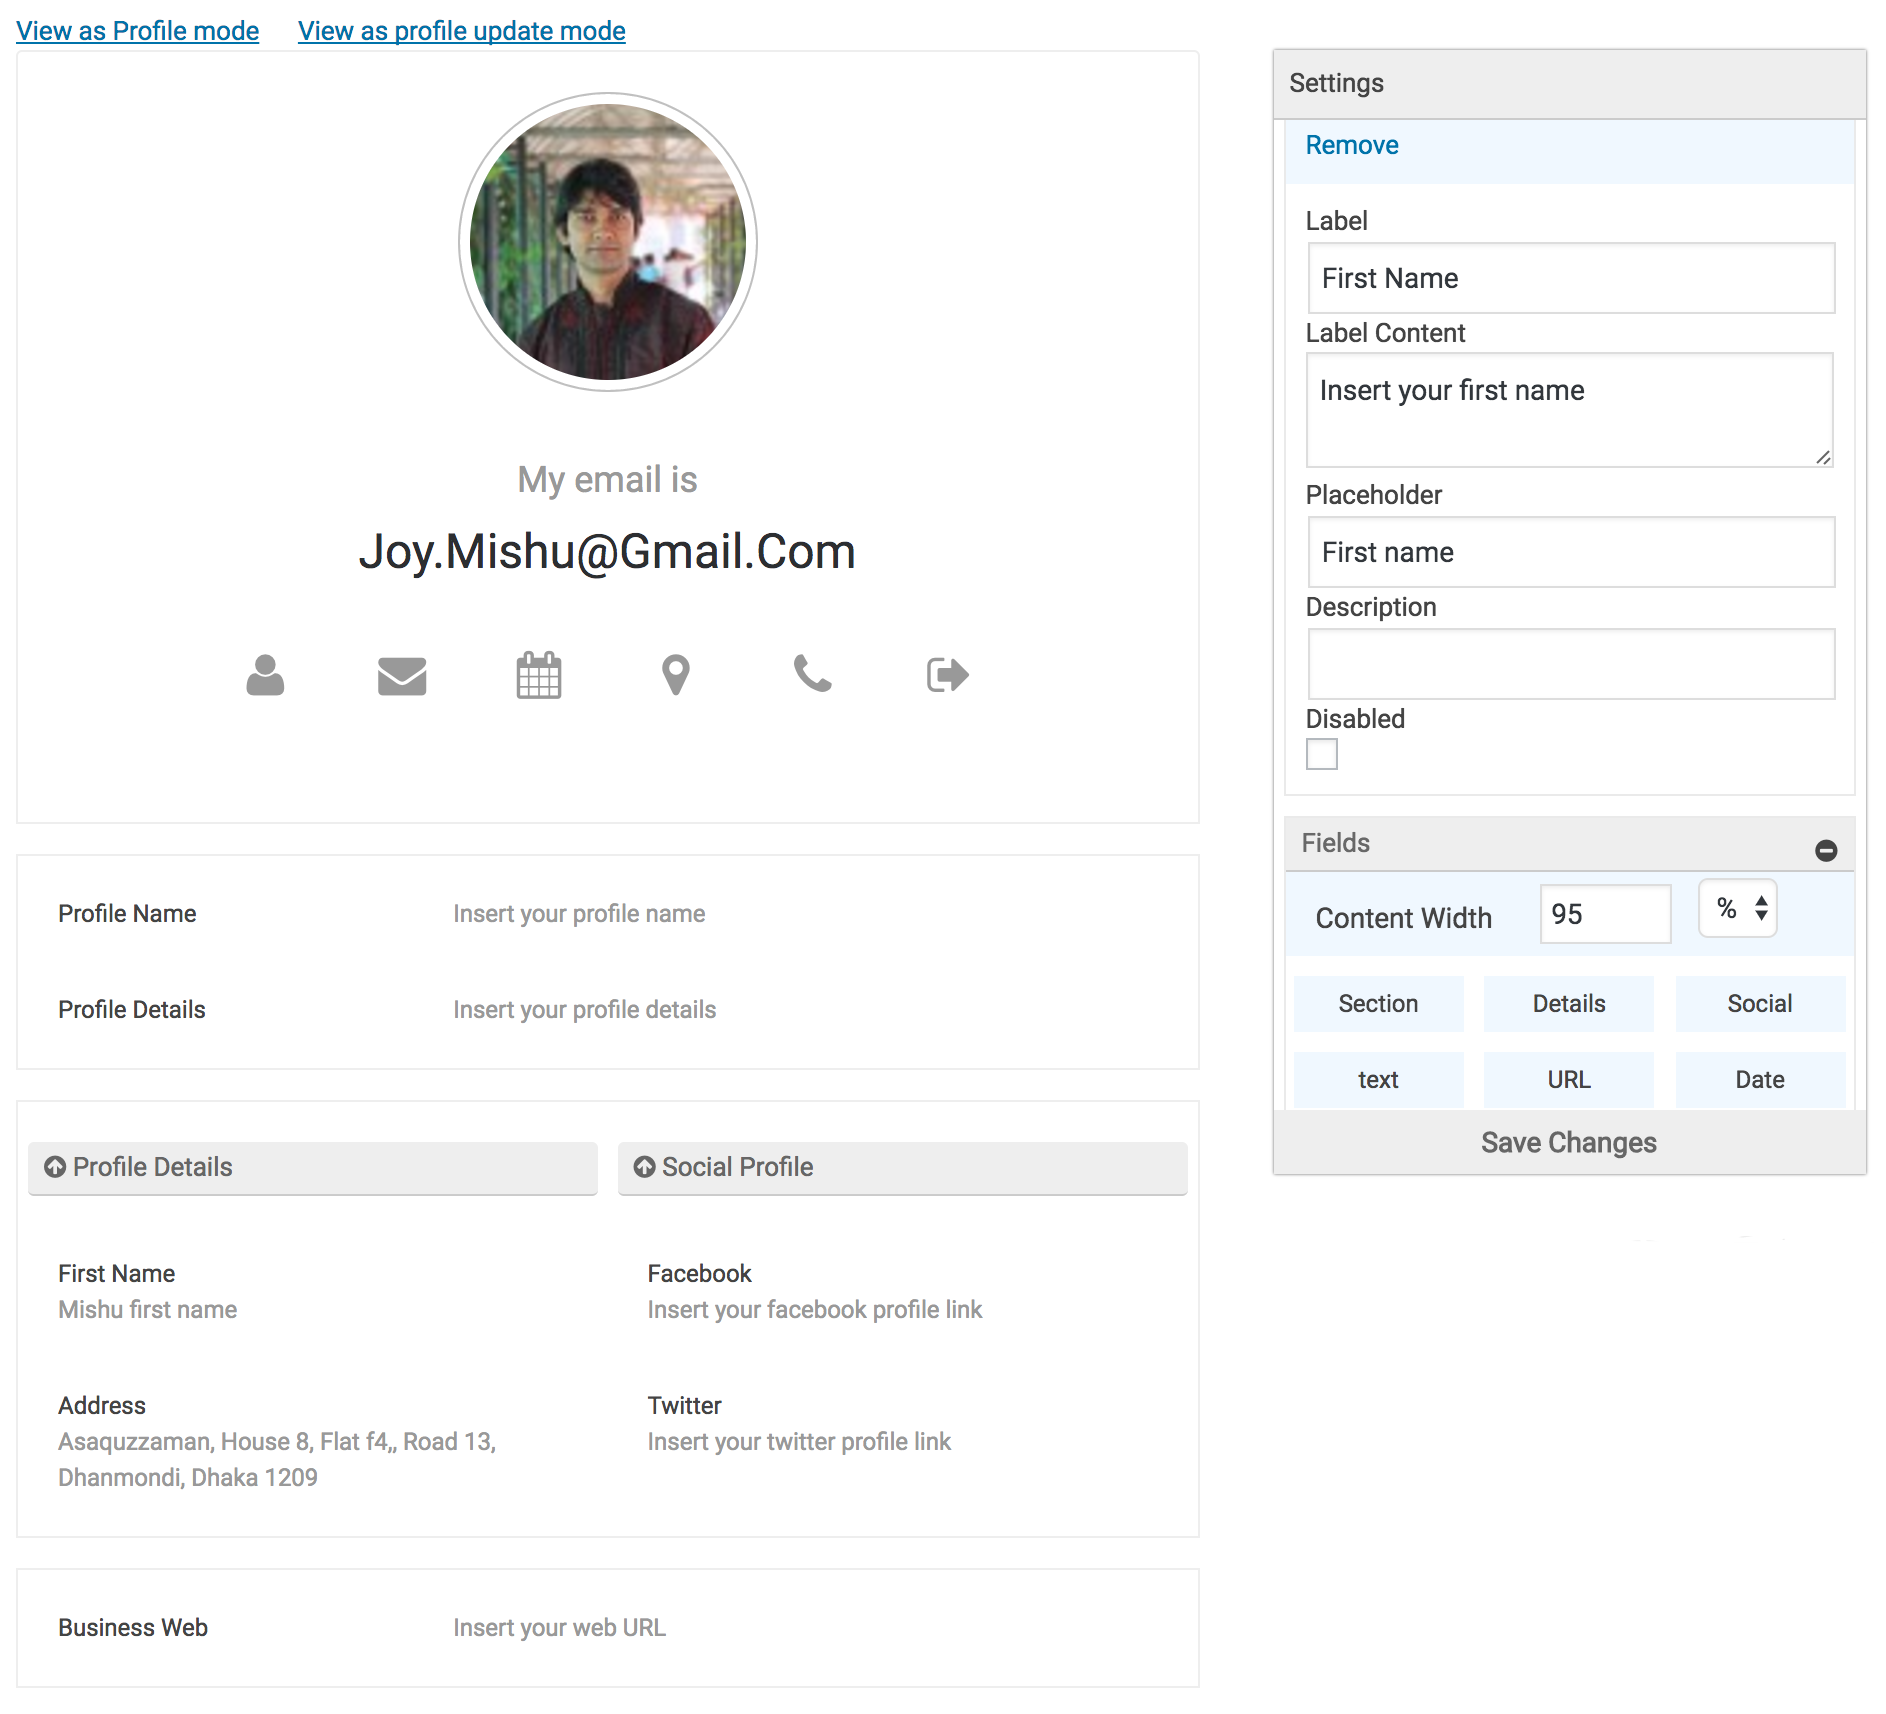 View as Profile mode View as profile update mode
My email is
Joy.Mishu@Gmail.Com
Profile Name Insert your profile name
Profile Details Insert your profile details
Profile Details
First Name
Mishu first name
Address
Asaquzzaman, House 8, Flat f4,, Road 13,
Dhanmondi, Dhaka 1209
Social Profile
Facebook
Insert your facebook profile link
Twitter
Insert your twitter profile link
Business Web Insert your web URL
Settings
Remove
Label
First Name
Label Content
Insert your first name
Placeholder
First name
Description
Disabled
Fields
Content Width 95 %
Section Details Social
text URL Date
Save Changes